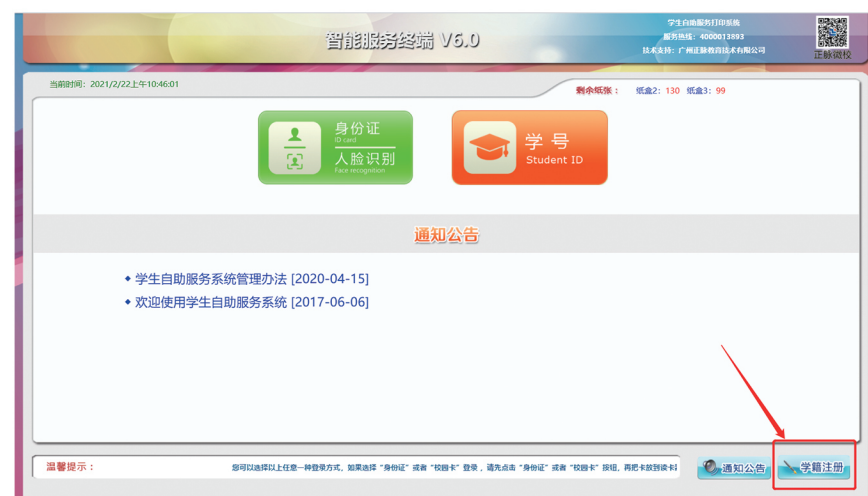 智能服务终端 V6.0
学生自助服务打印系统
服务热线：4000013893
技术支持：广州正脉教育技术有限公司
正脉微校
当前时间：2021/2/22上午10:46:01
剩余纸张： 纸盒2：130 纸盒3：99
身份证
ID card
人脸识别
Face recognition
学号
Student ID
通知公告
学生自助服务系统管理办法 [2020-04-15]
欢迎使用学生自助服务系统 [2017-06-06]
温馨提示： 您可以选择以上任意一种登录方式，如果选择“身份证”或者“校园卡”登录，请先点击“身份证”或者“校园卡”按钮，再把卡放到读卡
通知公告
学籍注册